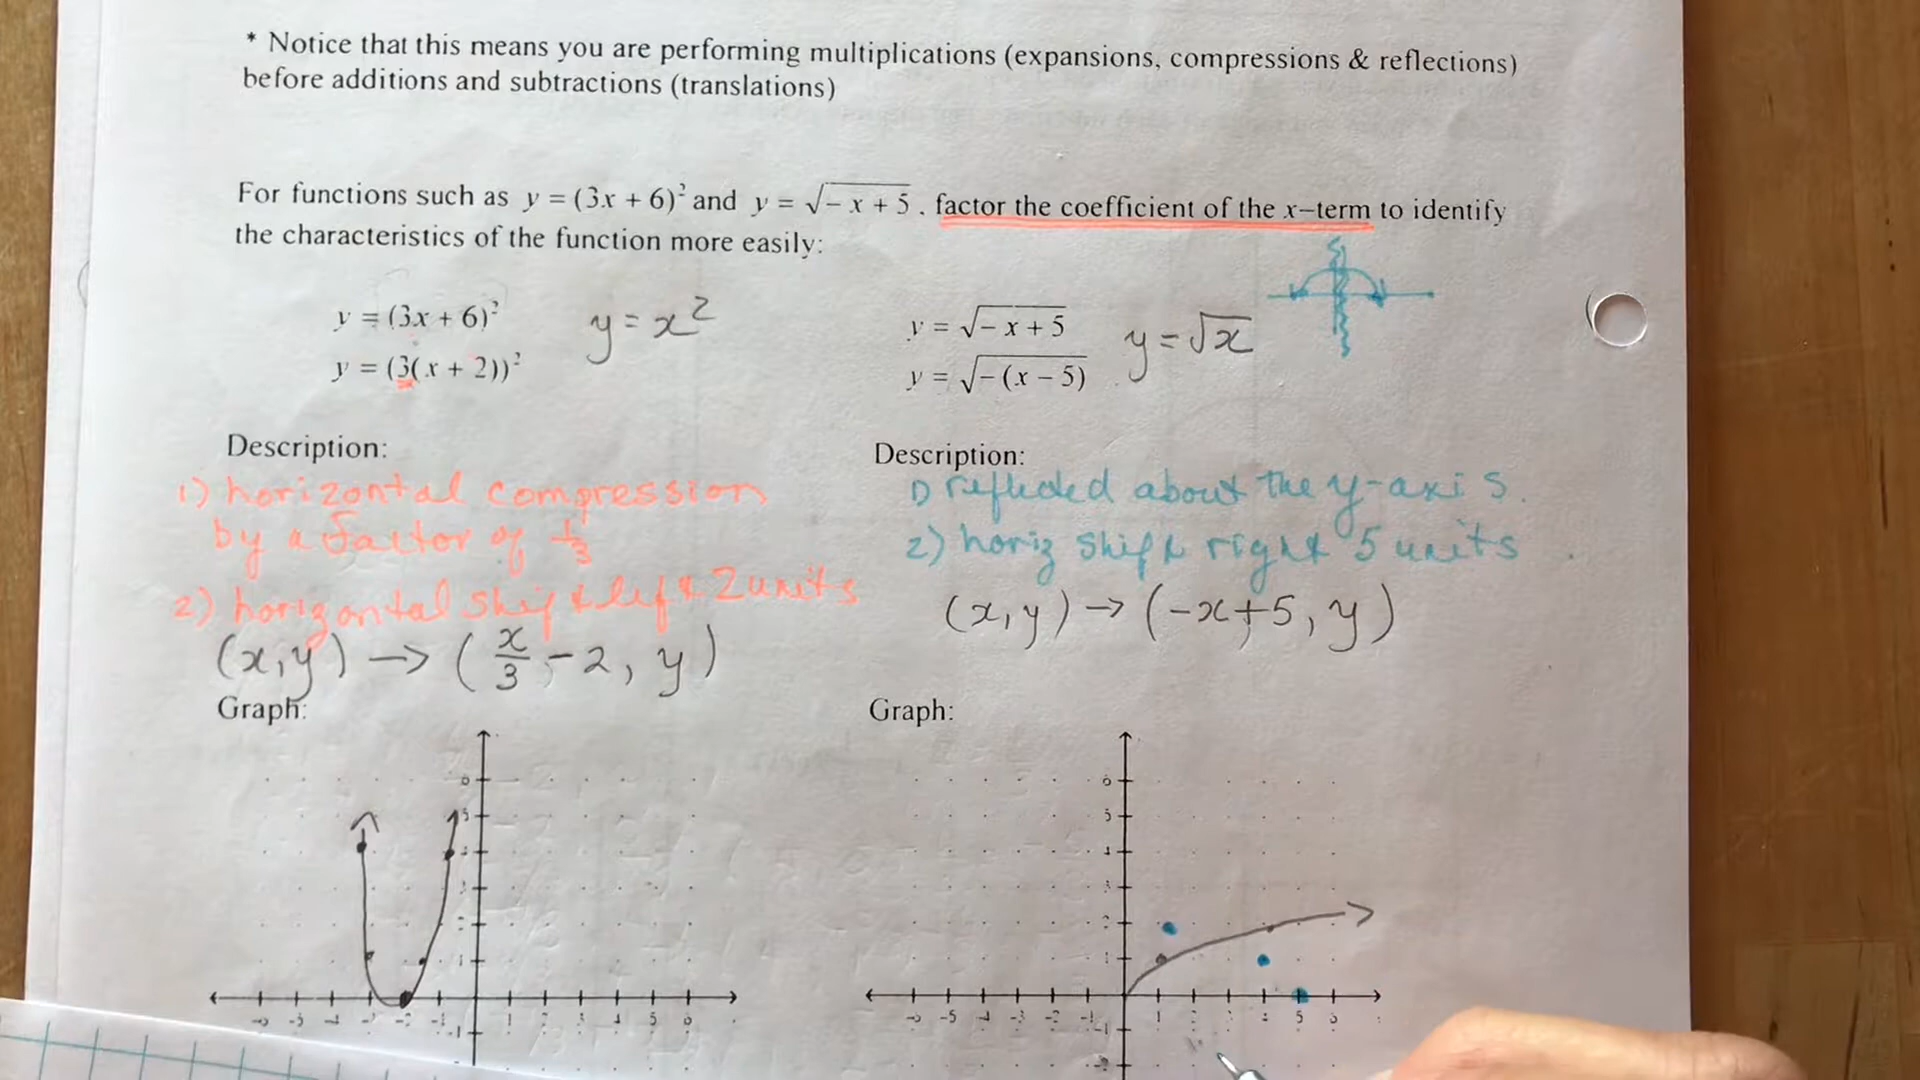 * Notice that this means you are performing multiplications (expansions, compressions & reflections)
before additions and subtractions (translations)
For functions such as y = (3x + 6)² and y = √(-x + 5) , factor the coefficient of the x-term to identify
the characteristics of the function more easily:
y = (3x + 6)²
y = x²
y = (3(x + 2))²
y = √(-x + 5)
y = √x
y = √(-(x - 5))
Description:
1) horizontal compression
by a factor of 1/3
2) horizontal shift left 2 units
(x,y) → (x/3 - 2, y)
Graph:
Description:
1) reflected about the y-axis.
2) horiz shift right 5 units
(x,y) → (-x+5, y)
Graph: